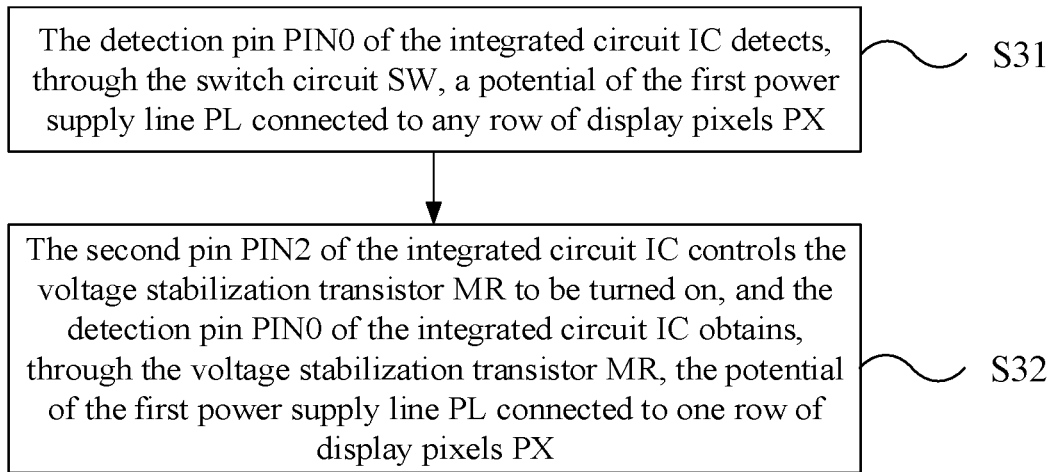 The detection pin PIN0 of the integrated circuit IC detects,
through the switch circuit SW, a potential of the first power
supply line PL connected to any row of display pixels PX
S31
The second pin PIN2 of the integrated circuit IC controls the
voltage stabilization transistor MR to be turned on, and the
detection pin PIN0 of the integrated circuit IC obtains,
through the voltage stabilization transistor MR, the potential
of the first power supply line PL connected to one row of
display pixels PX
S32